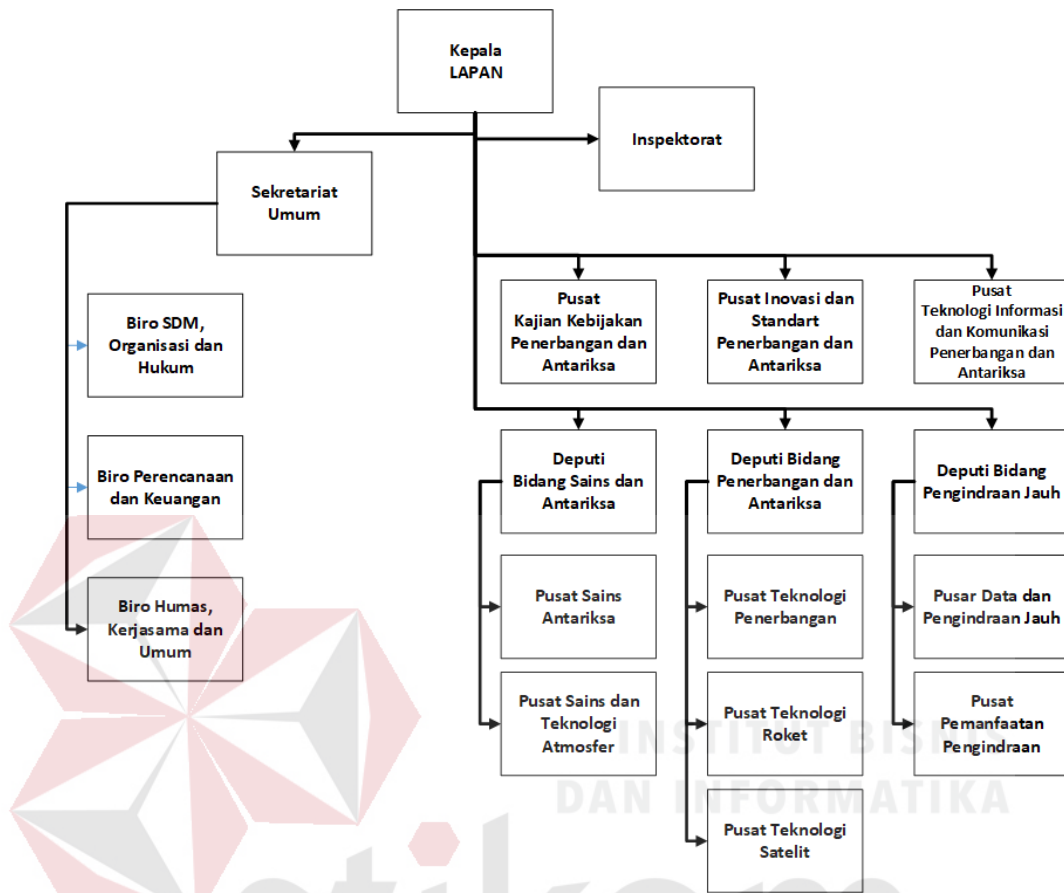 Kepala
LAPAN
Inspektorat
Sekretariat
Umum
Biro SDM,
Organisasi dan
Hukum
Biro Perencanaan
dan Keuangan
Biro Humas,
Kerjasama dan
Umum
Pusat
Kajian Kebijakan
Penerbangan dan
Antariksa
Pusat Inovasi dan
Standart
Penerbangan dan
Antariksa
Pusat
Teknologi Informasi
dan Komunikasi
Penerbangan dan
Antariksa
Deputi
Bidang Sains dan
Antariksa
Deputi Bidang
Penerbangan dan
Antariksa
Deputi Bidang
Pengindraan Jauh
Pusat Sains
Antariksa
Pusat Teknologi
Penerbangan
Pusar Data dan
Pengindraan Jauh
Pusat Sains dan
Teknologi
Atmosfer
Pusat Teknologi
Roket
Pusat
Pemanfaatan
Pengindraan
Pusat Teknologi
Satelit
INSTITUT BISNIS
DAN INFORMATIKA
stikom